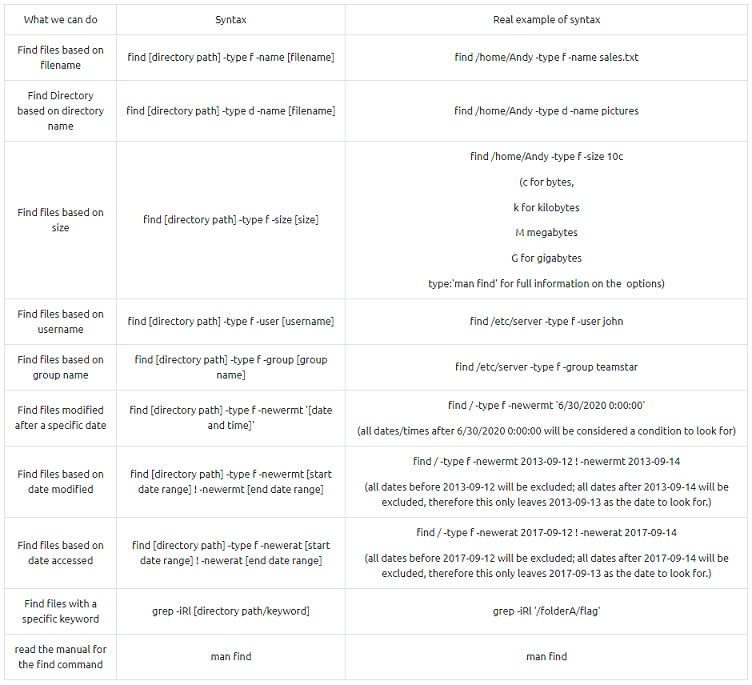 What we can do
Syntax
Real example of syntax
Find files based on
filename
find [directory path] -type f -name [filename]
find /home/Andy -type f -name sales.txt
Find Directory
based on directory
name
find [directory path] -type d -name [filename]
find /home/Andy -type d -name pictures
Find files based on
size
find [directory path] -type f -size [size]
find /home/Andy -type f -size 10c
(c for bytes,
k for kilobytes
M megabytes
G for gigabytes
type:'man find' for full information on the  options)
Find files based on
username
find [directory path] -type f -user [username]
find /etc/server -type f -user john
Find files based on
group name
find [directory path] -type f -group [group
name]
find /etc/server -type f -group teamstar
Find files modified
after a specific date
find [directory path] -type f -newermt '[date
and time]'
find / -type f -newermt '6/30/2020 0:00:00'
(all dates/times after 6/30/2020 0:00:00 will be considered a condition to look for)
Find files based on
date modified
find [directory path] -type f -newermt [start
date range] ! -newermt [end date range]
find / -type f -newermt 2013-09-12 ! -newermt 2013-09-14
(all dates before 2013-09-12 will be excluded; all dates after 2013-09-14 will be
excluded, therefore this only leaves 2013-09-13 as the date to look for.)
Find files based on
date accessed
find [directory path] -type f -newerat [start
date range] ! -newerat [end date range]
find / -type f -newerat 2017-09-12 ! -newerat 2017-09-14
(all dates before 2017-09-12 will be excluded; all dates after 2017-09-14 will be
excluded, therefore this only leaves 2017-09-13 as the date to look for.)
Find files with a
specific keyword
grep -iRl [directory path/keyword]
grep -iRl '/folderA/flag'
read the manual for
the find command
man find
man find